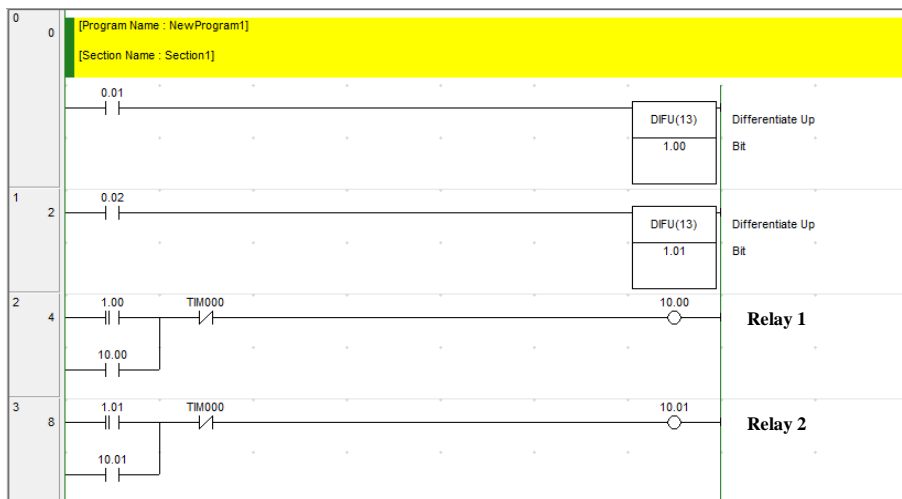 0
0
[Program Name : NewProgram1]
[Section Name : Section1]
0.01
DIFU(13)
Differentiate Up
1.00
Bit
1
2
0.02
DIFU(13)
Differentiate Up
1.01
Bit
2
4
1.00
TIM000
10.00
Relay 1
10.00
3
8
1.01
TIM000
10.01
Relay 2
10.01